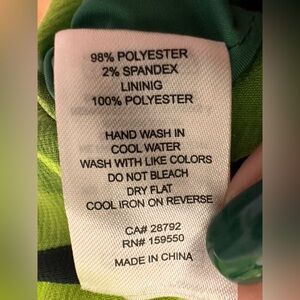 98% POLYESTER
2% SPANDEX
LININIG
100% POLYESTER
HAND WASH IN
COOL WATER
WASH WITH LIKE COLORS
DO NOT BLEACH
DRY FLAT
COOL IRON ON REVERSE
CA# 28792
RN# 159550
MADE IN CHINA